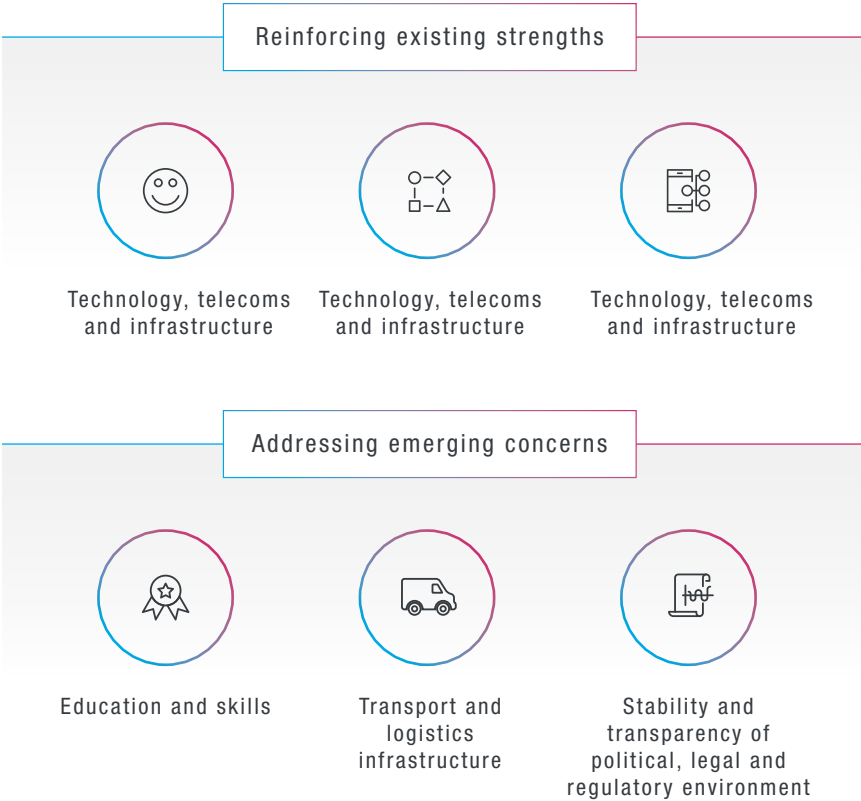 Reinforcing existing strengths
Technology, telecoms
and infrastructure
Technology, telecoms
and infrastructure
Technology, telecoms
and infrastructure
Addressing emerging concerns
Education and skills
Transport and
logistics
infrastructure
Stability and
transparency of
political, legal and
regulatory environment